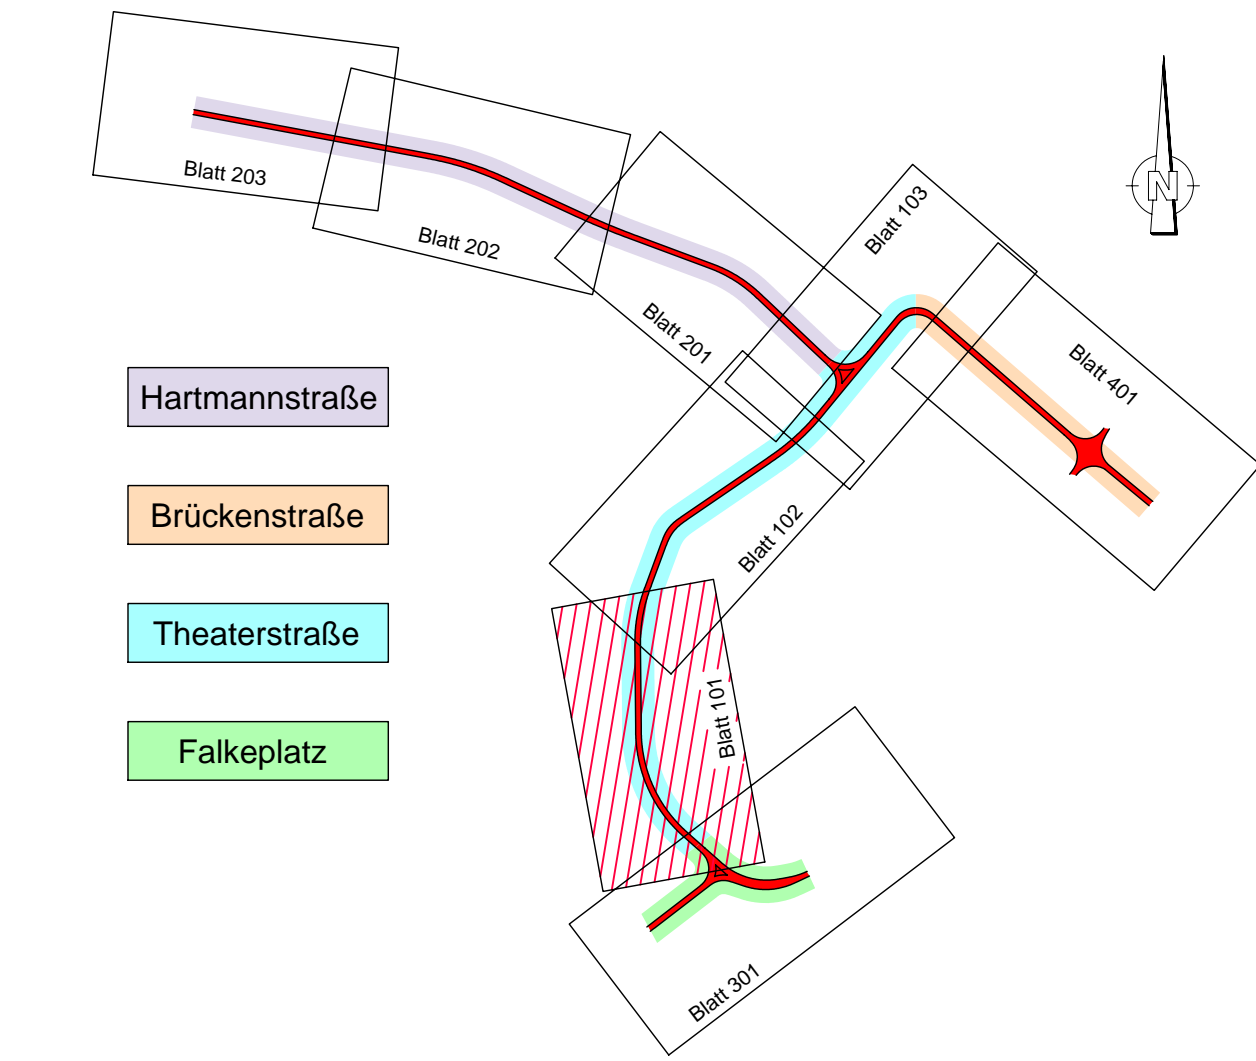 Blatt 203
Blatt 202
Blatt 103
N
Blatt 201
Blatt 401
Hartmannstraße
Brückenstraße
Blatt 102
Theaterstraße
Blatt 101
Falkeplatz
Blatt 301